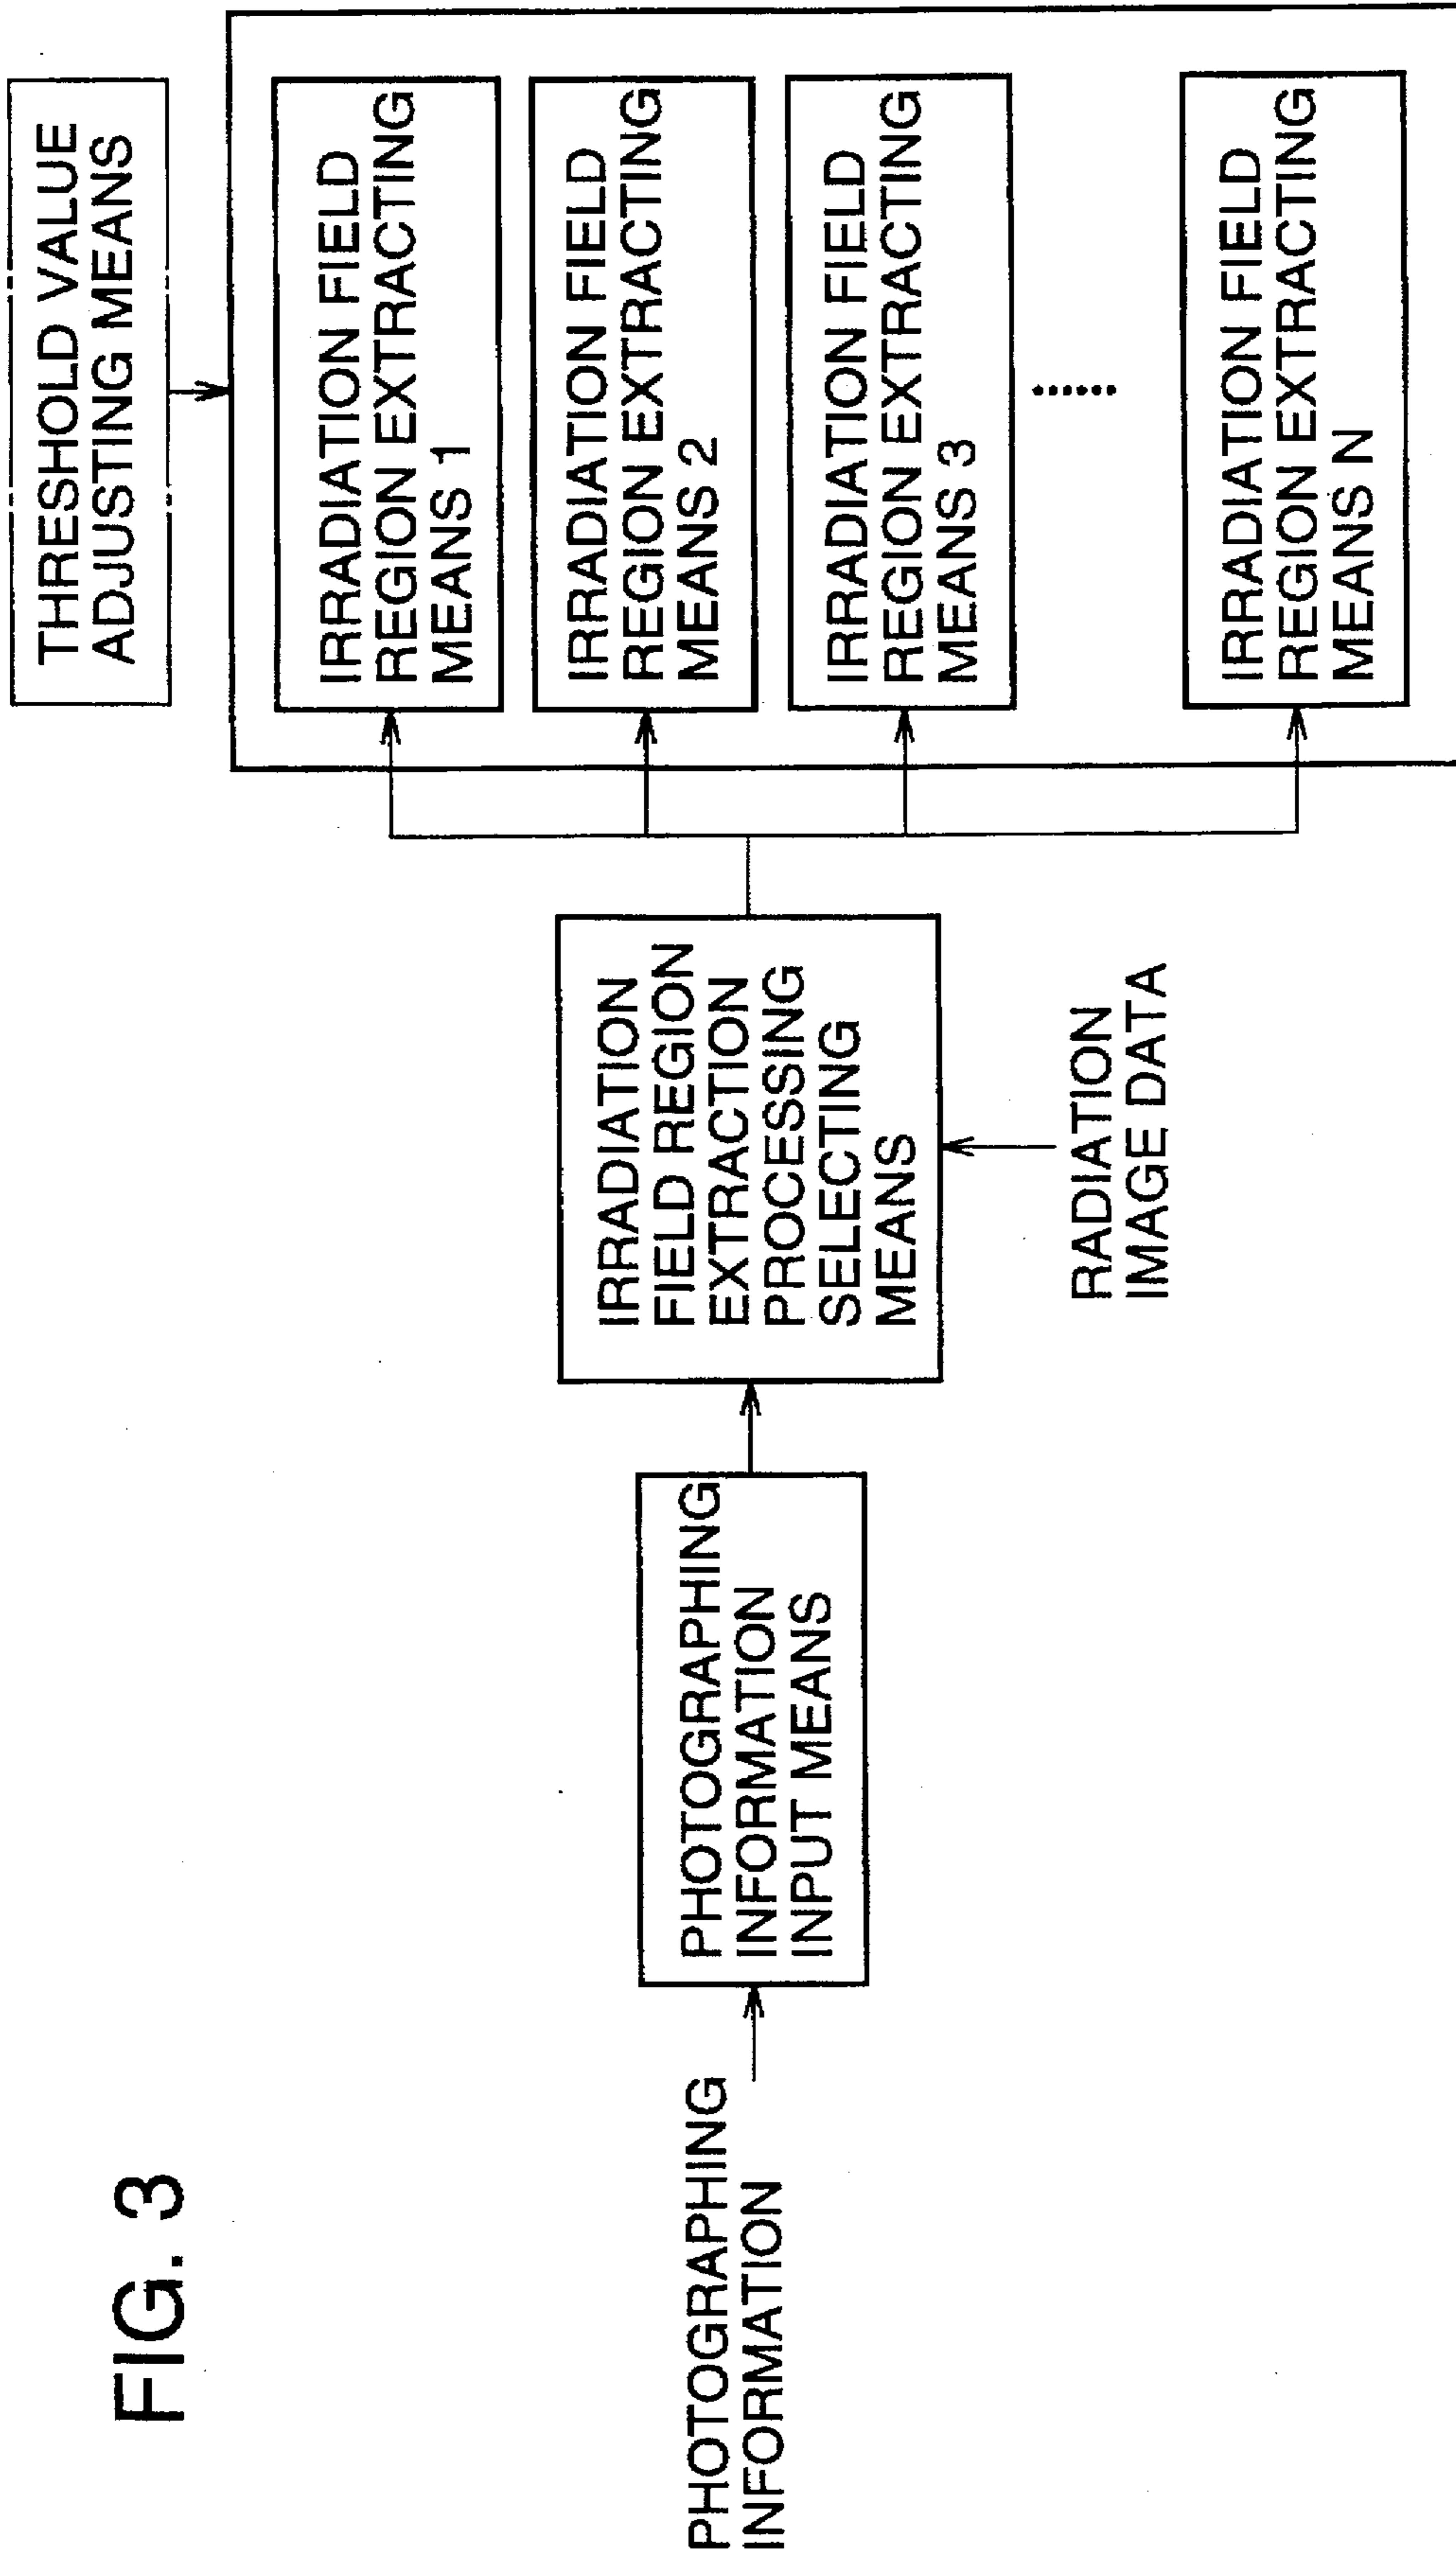 FIG. 3
PHOTOGRAPHING
INFORMATION
PHOTOGRAPHING
INFORMATION
INPUT MEANS
IRRADIATION
FIELD REGION
EXTRACTION
PROCESSING
SELECTING
MEANS
RADIATION
IMAGE DATA
THRESHOLD VALUE
ADJUSTING MEANS
IRRADIATION FIELD
REGION EXTRACTING
MEANS 1
IRRADIATION FIELD
REGION EXTRACTING
MEANS 2
IRRADIATION FIELD
REGION EXTRACTING
MEANS 3
......
IRRADIATION FIELD
REGION EXTRACTING
MEANS N